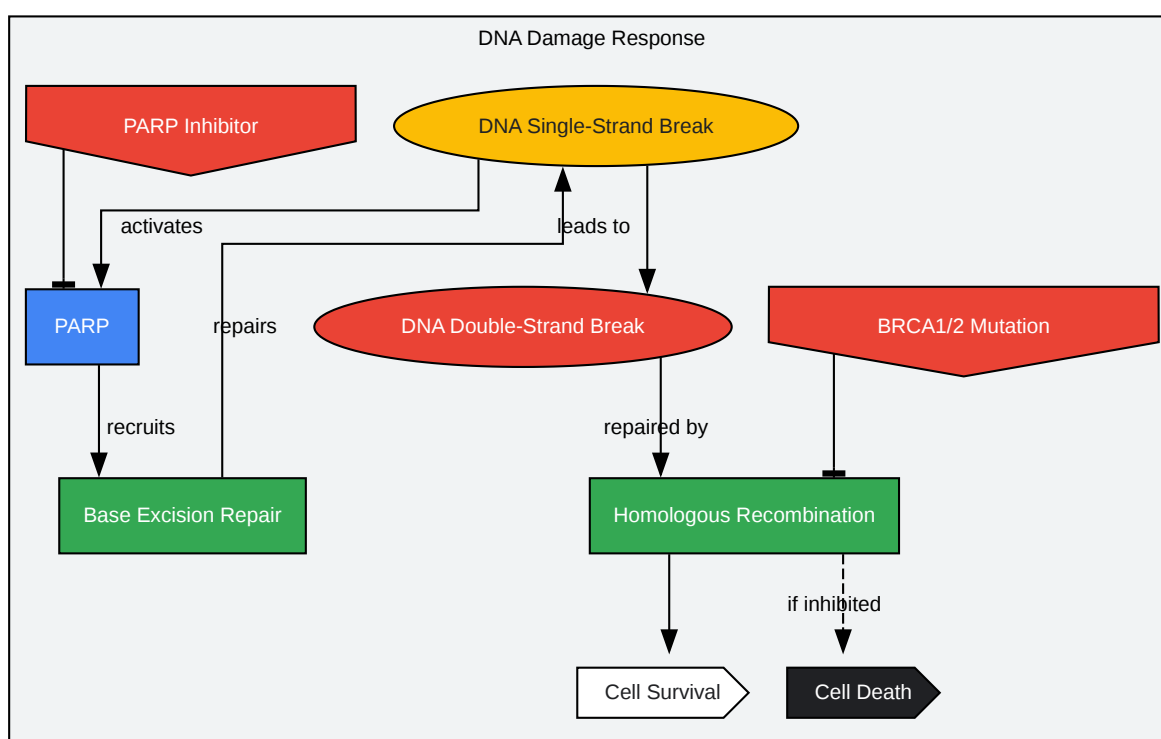 DNA Damage Response
PARP Inhibitor
DNA Single-Strand Break
activates
leads to
PARP
repairs
DNA Double-Strand Break
BRCA1/2 Mutation
recruits
repaired by
Base Excision Repair
Homologous Recombination
if inhibited
Cell Survival
Cell Death